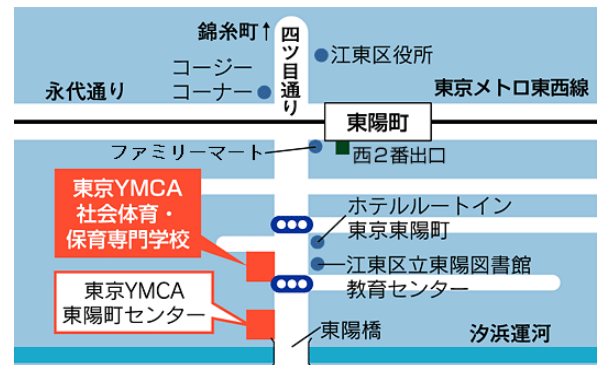 錦糸町↑
四ツ目通り
江東区役所
コージー
コーナー
永代通り
東京メトロ東西線
東陽町
ファミリーマート
西2番出口
東京YMCA
社会体育・
保育専門学校
ホテルルートイン
東京東陽町
江東区立東陽図書館
教育センター
東京YMCA
東陽町センター
東陽橋
汐浜運河